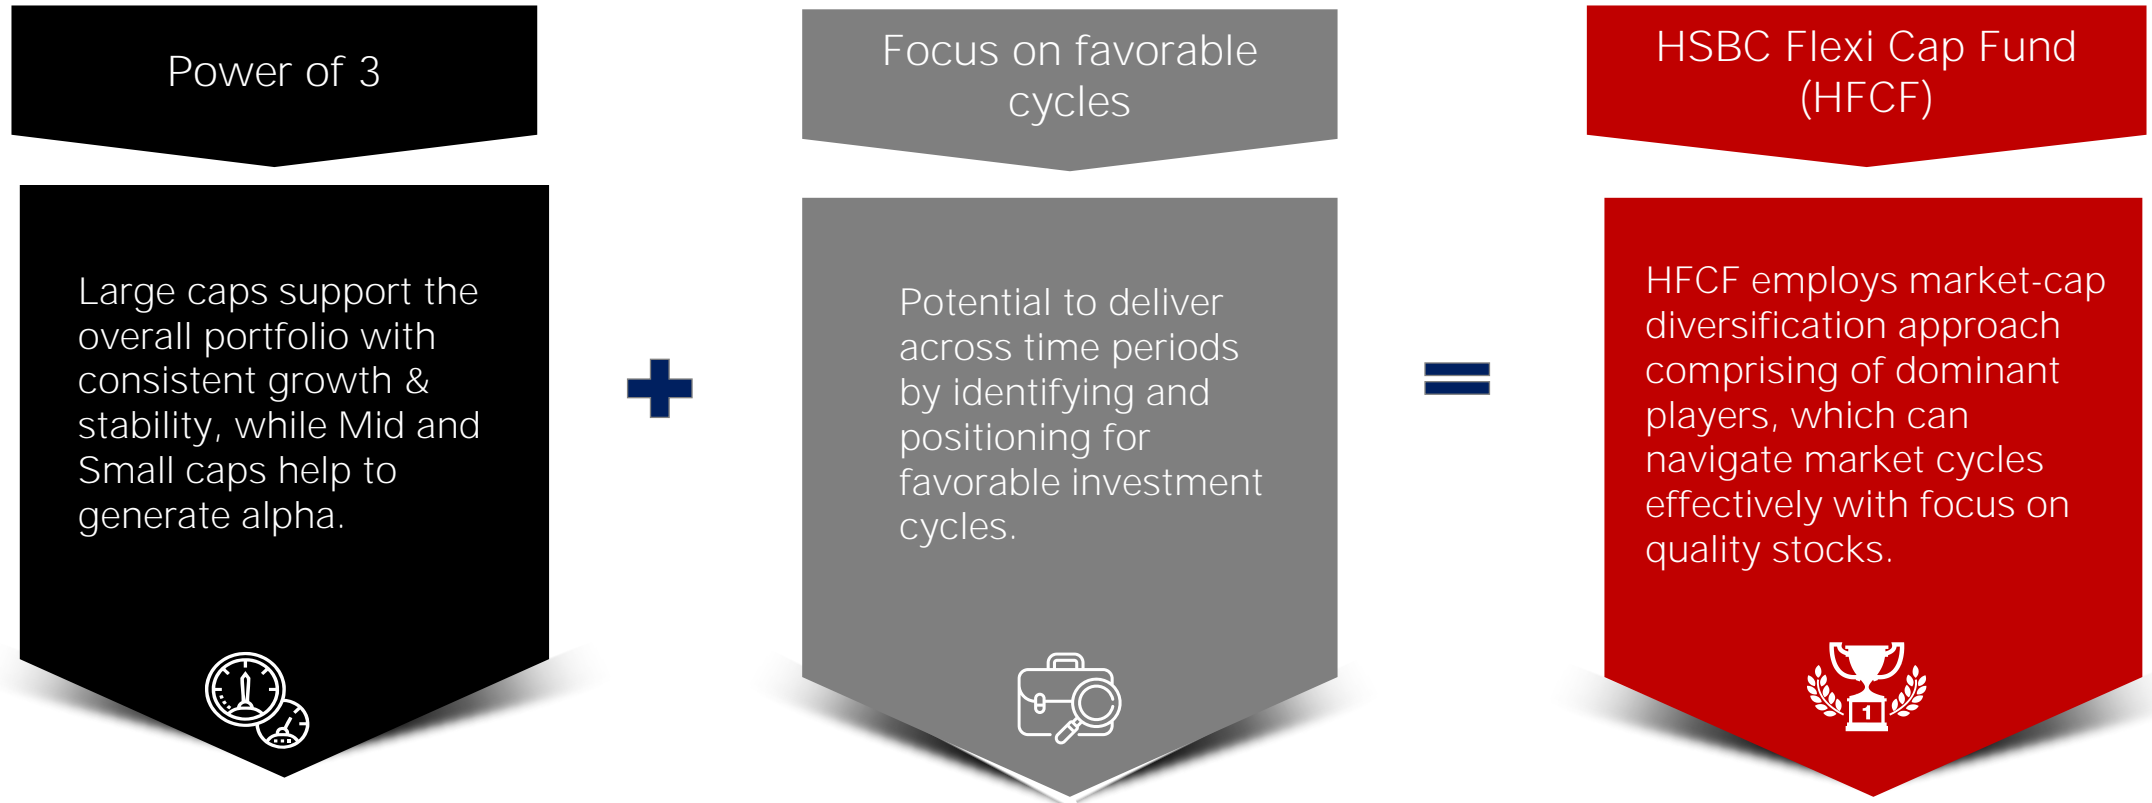 Power of 3
Large caps support the
overall portfolio with
consistent growth &
stability, while Mid and
Small caps help to
generate alpha.
Focus on favorable
cycles
Potential to deliver
across time periods
by identifying and
positioning for
favorable investment
cycles.
HSBC Flexi Cap Fund
(HFCF)
HFCF employs market-cap
diversification approach
comprising of dominant
players, which can
navigate market cycles
effectively with focus on
quality stocks.
1